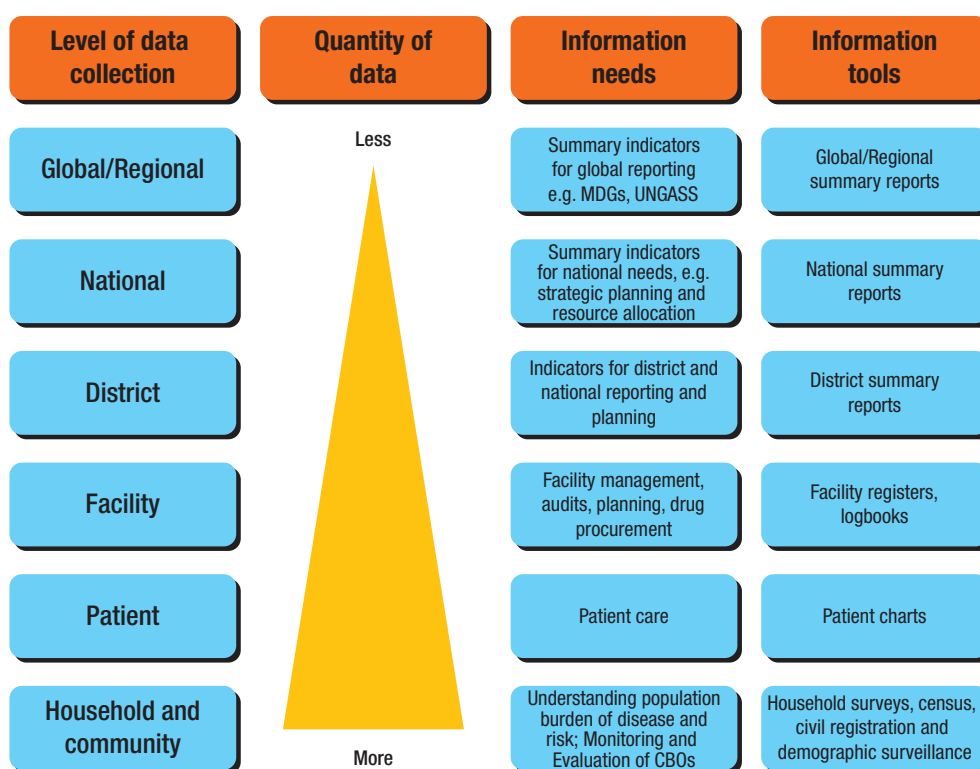 Level of data
collection
Quantity of
data
Information
needs
Information
tools
Less
Global/Regional
Summary indicators
for global reporting
e.g. MDGs, UNGASS
Global/Regional
summary reports
National
Summary indicators
for national needs, e.g.
strategic planning and
resource allocation
National summary
reports
District
Indicators for district and
national reporting and
planning
District summary
reports
Facility
Facility management,
audits, planning, drug
procurement
Facility registers,
logbooks
Patient
Patient care
Patient charts
Household and
community
More
Understanding population
burden of disease and
risk; Monitoring and
Evaluation of CBOs
Household surveys, census,
civil registration and
demographic surveillance